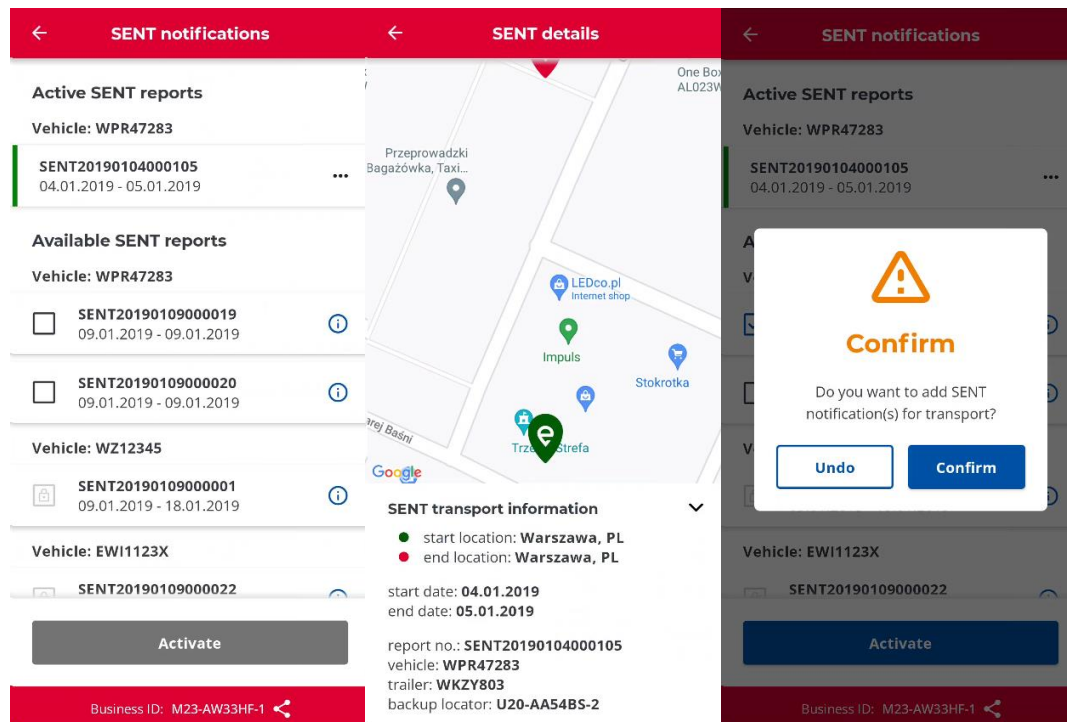 SENT notifications
Active SENT reports
Vehicle: WPR47283
SENT20190104000105
04.01.2019 - 05.01.2019
Available SENT reports
Vehicle: WPR47283
SENT20190109000019
09.01.2019 - 09.01.2019
SENT20190109000020
09.01.2019 - 09.01.2019
Vehicle: WZ12345
SENT20190109000001
09.01.2019 - 18.01.2019
Vehicle: EWI1123X
SENT20190109000022
Activate
Business ID: M23-AW33HF-1
SENT details
One Box
AL023W
Przeprowadzki
Bagażówka, Taxi...
LEDco.pl
Internet shop
Impuls
Stokrotka
arej Baśni
Trze
Strefa
Google
SENT transport information
start location: Warszawa, PL
end location: Warszawa, PL
start date: 04.01.2019
end date: 05.01.2019
report no.: SENT20190104000105
vehicle: WPR47283
trailer: WKZY803
backup locator: U20-AA54BS-2
SENT notifications
Active SENT reports
Vehicle: WPR47283
SENT20190104000105
04.01.2019 - 05.01.2019
A
V
Confirm
Do you want to add SENT
notification(s) for transport?
Undo Confirm
V
Vehicle: EWI1123X
SENT20190109000022
Activate
Business ID: M23-AW33HF-1